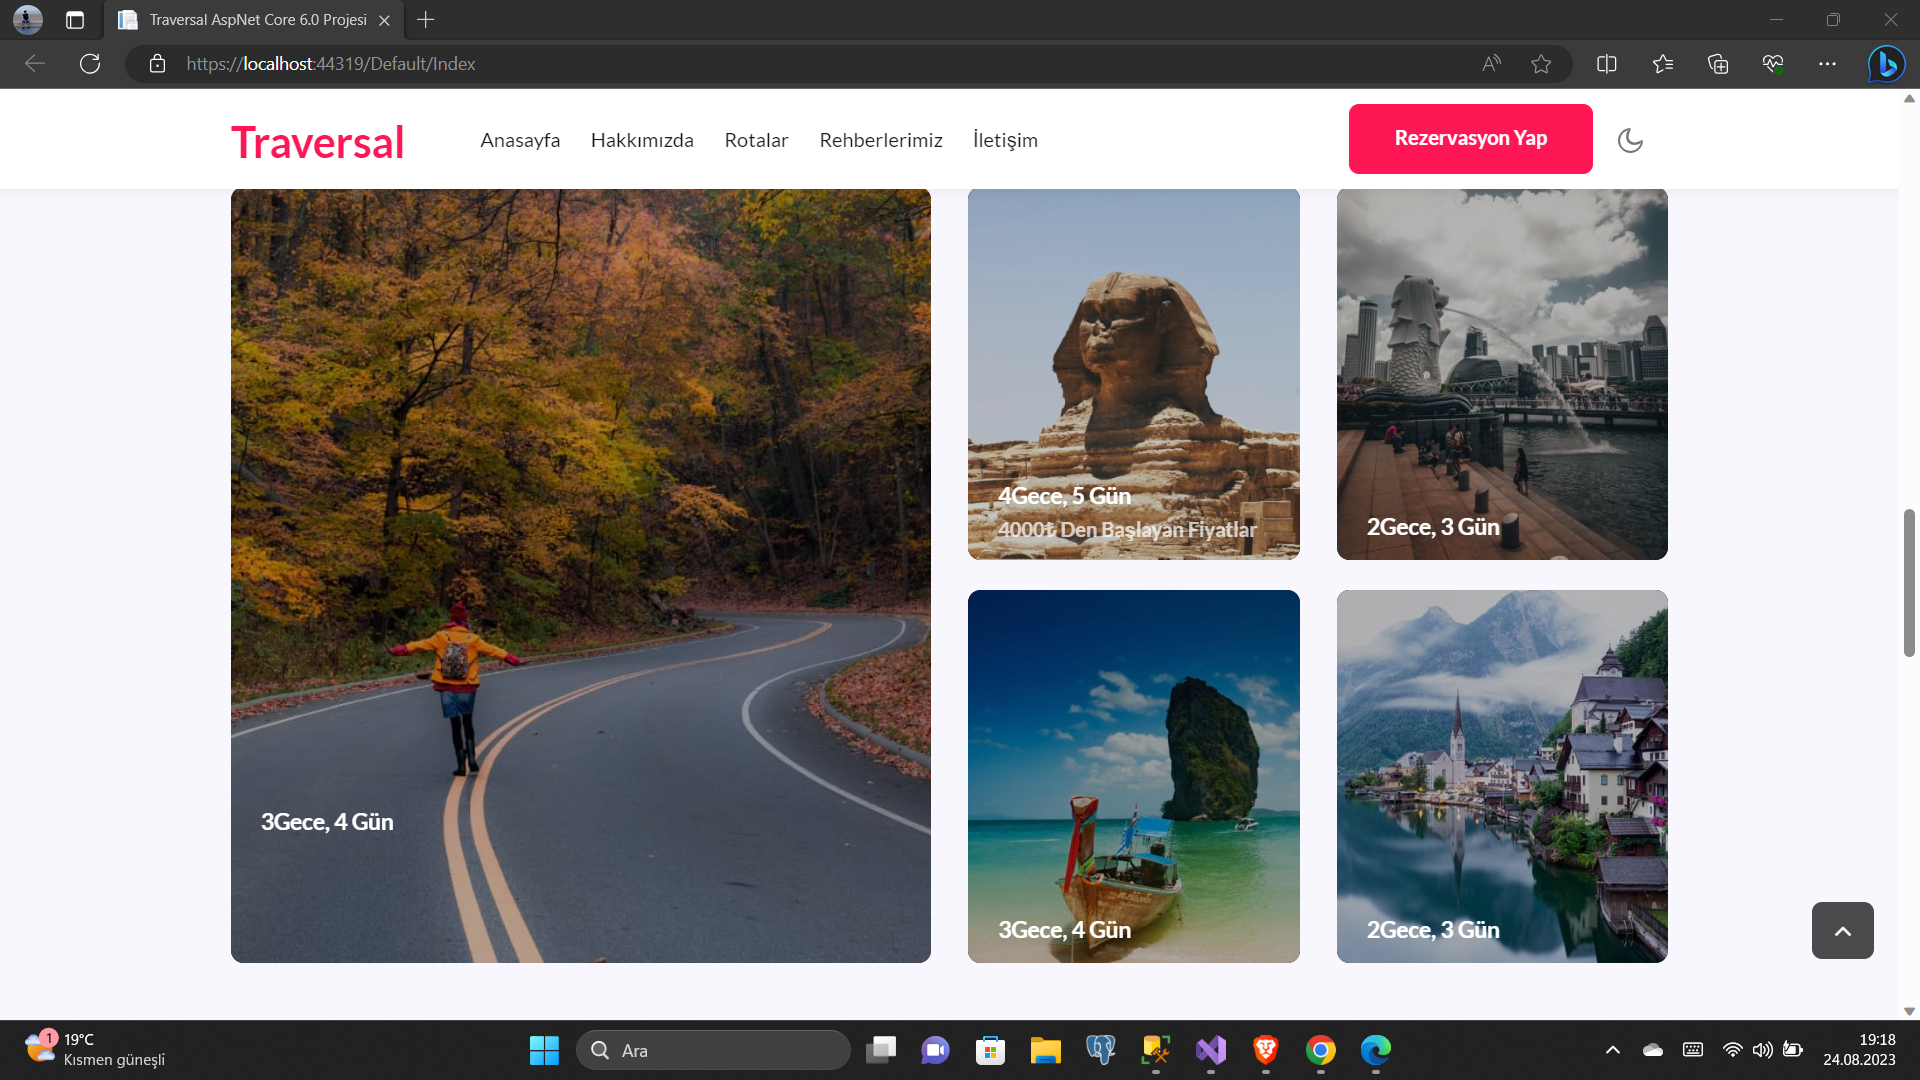 Traversal AspNet Core 6.0 Projesi
https://localhost:44319/Default/Index
Traversal
Anasayfa
Hakkımızda
Rotalar
Rehberlerimiz
İletişim
Rezervasyon Yap
4Gece, 5 Gün
4000₺ Den Başlayan Fiyatlar
2Gece, 3 Gün
3Gece, 4 Gün
3Gece, 4 Gün
2Gece, 3 Gün
1
19°C
Kısmen güneşli
Ara
19:18
24.08.2023